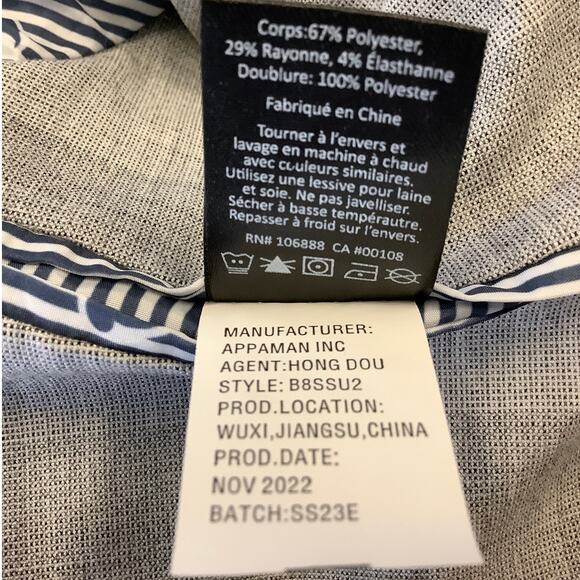 Corps:67% Polyester,
29% Rayonne, 4% Élasthanne
Doublure: 100% Polyester
Fabriqué en Chine
Tourner à l'envers et
lavage en machine à chaud
avec couleurs similaires.
Utilisez une lessive pour laine
et soie. Ne pas javelliser.
Sécher à basse températutre.
Repasser à froid sur l'envers.
RN# 106888 CA #00108
MANUFACTURER:
APPAMAN INC
AGENT:HONG DOU
STYLE: B8SSU2
PROD.LOCATION:
WUXI,JIANGSU,CHINA
PROD.DATE:
NOV 2022
BATCH:SS23E